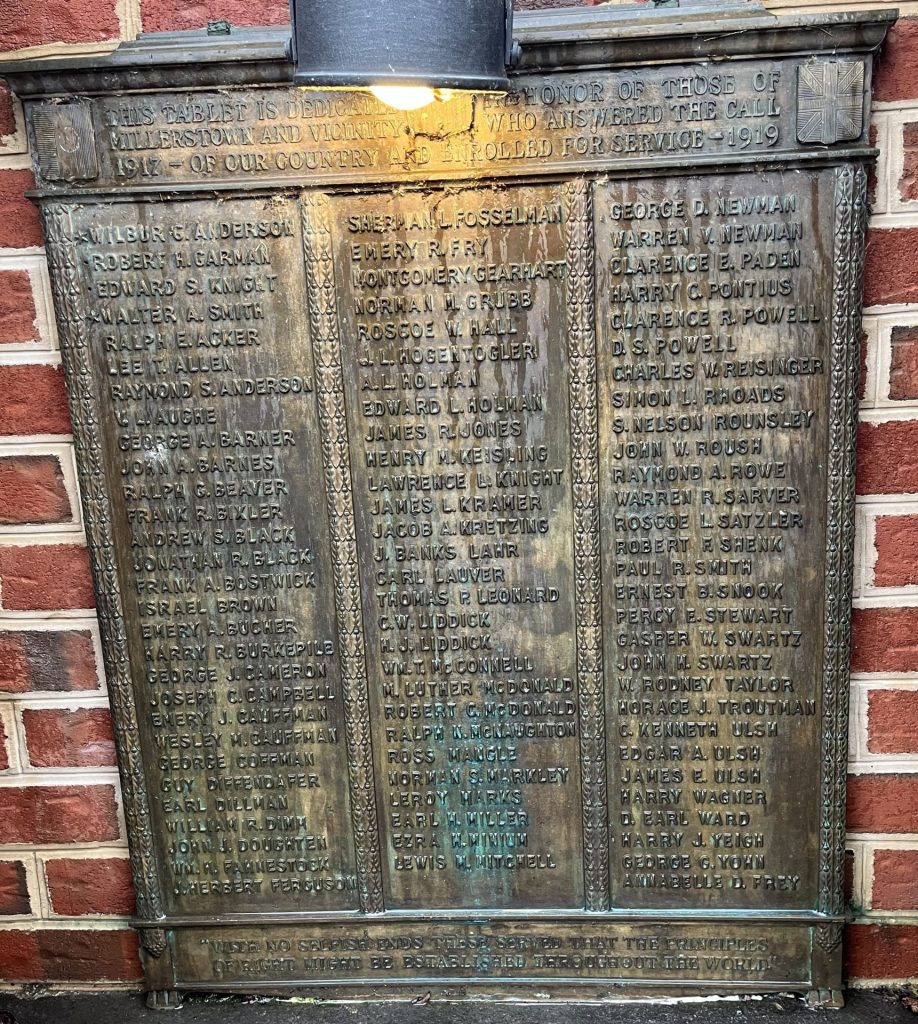 THIS TABLET IS DEDICATED HONOR OF THOSE OF
MILLERSTOWN AND VICINITY WHO ANSWERED THE CALL
1917 - OF OUR COUNTRY AND ENROLLED FOR SERVICE - 1919
*WILBUR C. ANDERSON
ROBERT H. CARMAN
EDWARD S. KNIGHT
*WALTER A. SMITH
RALPH E. ACKER
LEE T. ALLEN
RAYMOND S. ANDERSON
V. L. AUGHE
GEORGE A. BARNER
JOHN A. BARNES
RALPH G. BEAVER
FRANK R. BIXLER
ANDREW S. BLACK
JONATHAN R. BLACK
FRANK A. BOSTWICK
ISRAEL BROWN
EMERY A. BUCHER
HARRY R. BURKEPILE
GEORGE J. CAMERON
JOSEPH C. CAMPBELL
EMERY J. CAUFFMAN
WESLEY M. CAUFFMAN
GEORGE COFFMAN
GUY DIFFENDAFER
EARL DILLMAN
WILLIAM R. DIMM
JOHN J. DOUGHTEN
WM. H. FAHNESTOCK
J. HERBERT FERGUSON
SHERMAN L. FOSSELMAN
EMERY R. FRY
MONTGOMERY GEARHART
NORMAN H. GRUBB
ROSCOE W. HALL
J. L. HOGENTOGLER
A. L. HOLMAN
EDWARD L. HOLMAN
JAMES R. JONES
HENRY M. KEISLING
LAWRENCE L. KNIGHT
JAMES L. KRAMER
JACOB A. KRETZING
J. BANKS LAHR
CARL LAUVER
THOMAS P. LEONARD
C. W. LIDDICK
H. J. LIDDICK
WM. T. McCONNELL
M. LUTHER McDONALD
ROBERT C. McDONALD
RALPH N. McNAUGHTON
ROSS MANGLE
NORMAN S. MARKLEY
LEROY MARKS
EARL H. MILLER
EZRA H. MINIUM
LEWIS M. MITCHELL
GEORGE D. NEWMAN
WARREN V. NEWMAN
CLARENCE E. PADEN
HARRY C. PONTIUS
CLARENCE R. POWELL
D. S. POWELL
CHARLES W. REISINGER
SIMON L. RHOADS
S. NELSON ROUNSLEY
JOHN W. ROUSH
RAYMOND A. ROWE
WARREN R. SARVER
ROSCOE L. SATZLER
ROBERT F. SHENK
PAUL R. SMITH
ERNEST B. SNOOK
PERCY E. STEWART
CASPER W. SWARTZ
JOHN H. SWARTZ
W. RODNEY TAYLOR
HORACE J. TROUTMAN
C. KENNETH ULSH
EDGAR A. ULSH
JAMES E. ULSH
HARRY WAGNER
D. EARL WARD
HARRY J. YEIGH
GEORGE G. YOHN
ANNABELLE D. FREY
"WITH NO SELFISH ENDS THESE SERVED THAT THE PRINCIPLES
OF RIGHT MIGHT BE ESTABLISHED THROUGHOUT THE WORLD"